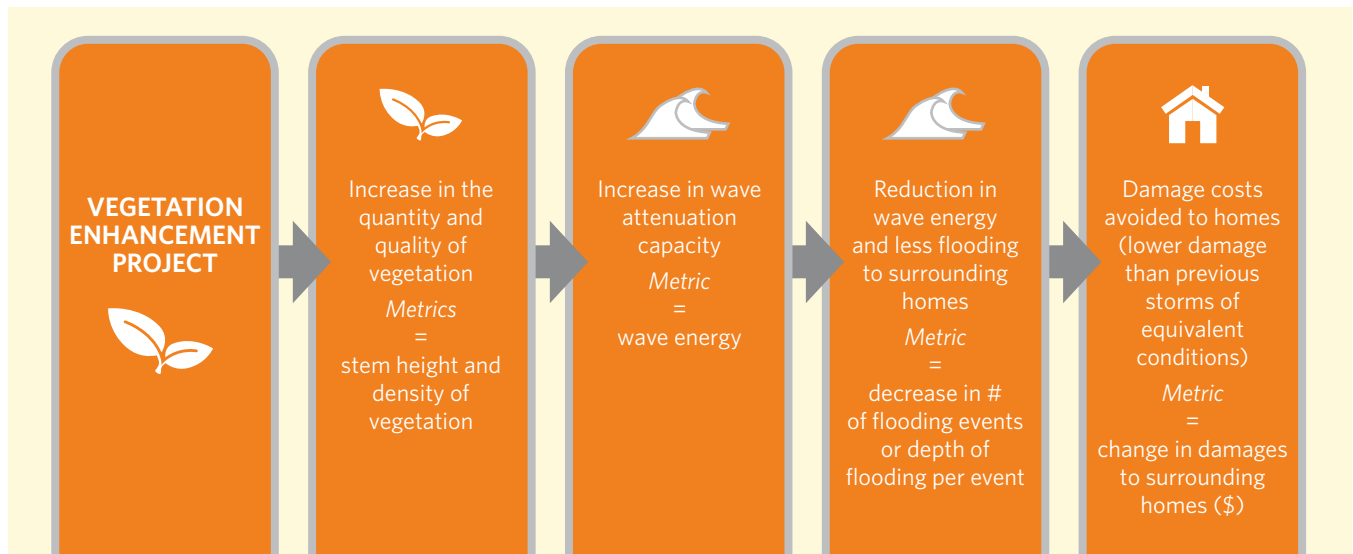 VEGETATION
ENHANCEMENT
PROJECT
Increase in the
quantity and
quality of
vegetation
Metrics
=
stem height and
density of
vegetation
Increase in wave
attenuation
capacity
Metric
=
wave energy
Reduction in
wave energy
and less flooding
to surrounding
homes
Metric
=
decrease in #
of flooding events
or depth of
flooding per event
Damage costs
avoided to homes
(lower damage
than previous
storms of
equivalent
conditions)
Metric
=
change in damages
to surrounding
homes ($)